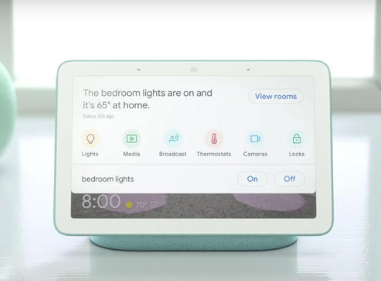 The bedroom lights are on and
it's 65° at home.
View rooms
Lights
Media
Broadcast
Thermostats
Cameras
Locks
bedroom lights
On
Off
8:00
70°